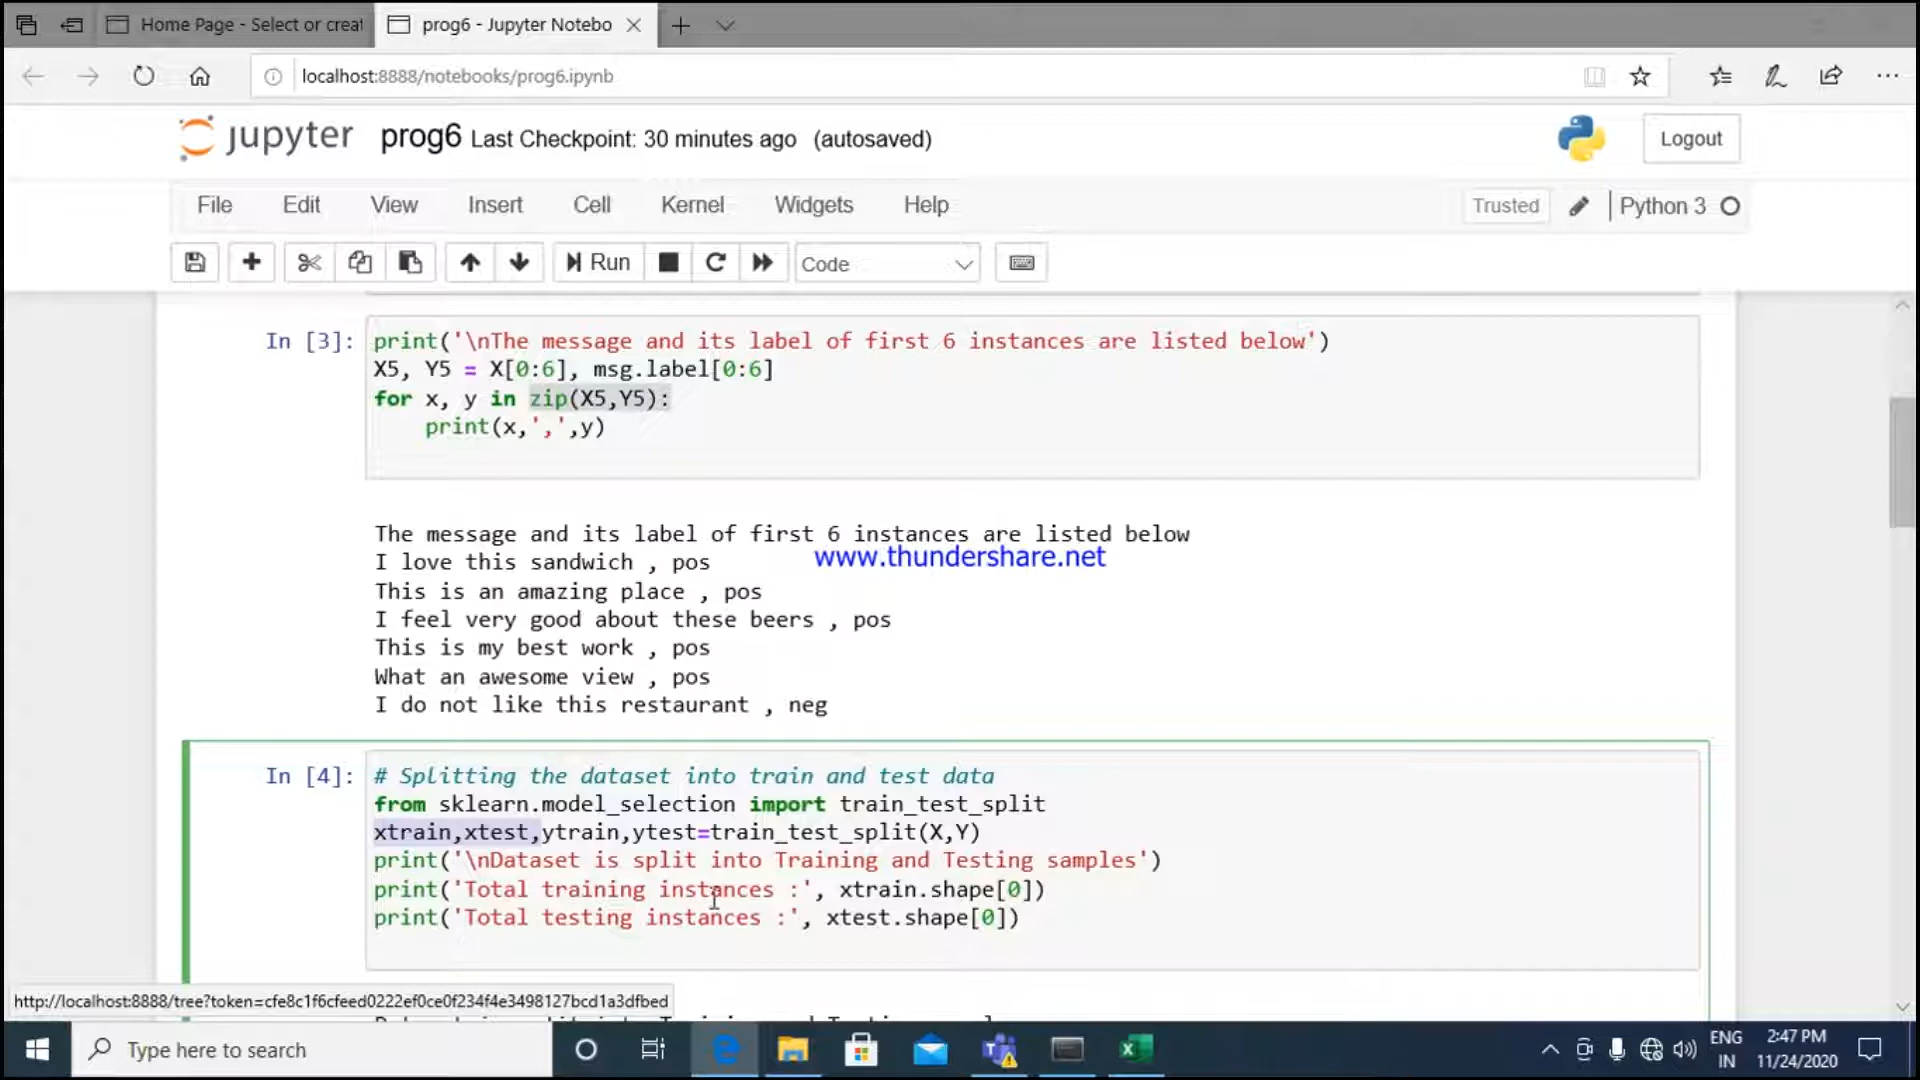 Home Page - Select or creat
prog6 - Jupyter Notebo
localhost:8888/notebooks/prog6.ipynb
jupyter prog6 Last Checkpoint: 30 minutes ago (autosaved)
Logout
File Edit View Insert Cell Kernel Widgets Help
Trusted
Python 3
Run
Code
In [3]: print('\nThe message and its label of first 6 instances are listed below')
X5, Y5 = X[0:6], msg.label[0:6]
for x, y in zip(X5,Y5):
    print(x,',',y)
The message and its label of first 6 instances are listed below
www.thundershare.net
I love this sandwich , pos
This is an amazing place , pos
I feel very good about these beers , pos
This is my best work , pos
What an awesome view , pos
I do not like this restaurant , neg
In [4]: # Splitting the dataset into train and test data
from sklearn.model_selection import train_test_split
xtrain,xtest,ytrain,ytest=train_test_split(X,Y)
print('\nDataset is split into Training and Testing samples')
print('Total training instances :', xtrain.shape[0])
print('Total testing instances :', xtest.shape[0])
http://localhost:8888/tree?token=cfe8c1f6cfeed0222ef0ce0f234f4e3498127bcd1a3dfbed
Type here to search
ENG
IN
2:47 PM
11/24/2020